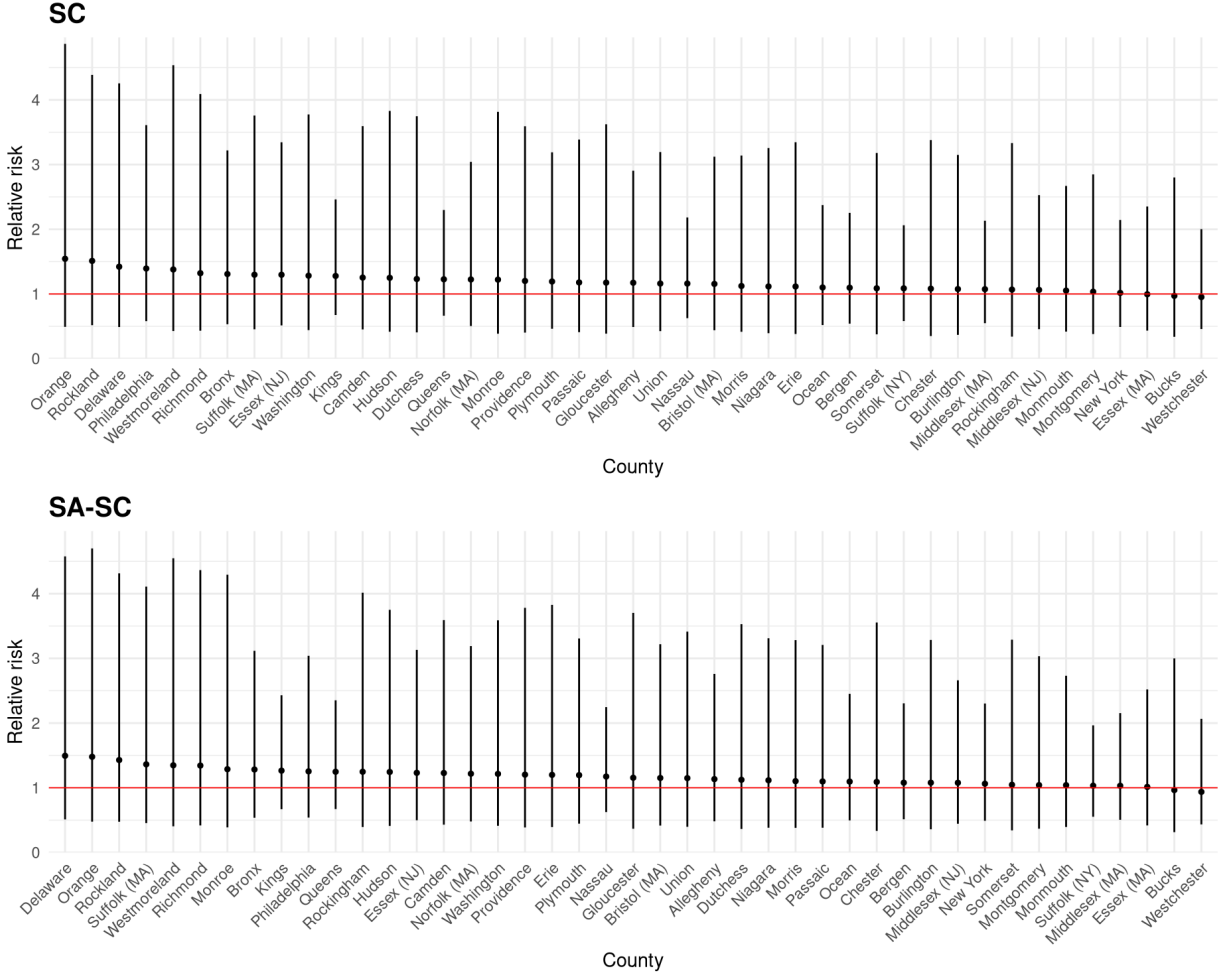 SC
Relative risk
4
3
2
1
0
Orange
Rockland
Delaware
Philadelphia
Westmoreland
Richmond
Bronx
Suffolk (MA)
Essex (NJ)
Washington
Kings
Camden
Hudson
Dutchess
Queens
Norfolk (MA)
Monroe
Providence
Plymouth
Passaic
Gloucester
Allegheny
Union
Nassau
Bristol (MA)
Morris
Niagara
Erie
Ocean
Bergen
Somerset
Suffolk (NY)
Chester
Burlington
Middlesex (MA)
Rockingham
Middlesex (NJ)
Monmouth
Montgomery
New York
Essex (MA)
Bucks
Westchester
County
SA-SC
Relative risk
4
3
2
1
0
Delaware
Orange
Rockland
Suffolk (MA)
Westmoreland
Richmond
Monroe
Bronx
Kings
Philadelphia
Queens
Rockingham
Hudson
Essex (NJ)
Camden
Norfolk (MA)
Washington
Providence
Erie
Plymouth
Nassau
Gloucester
Bristol (MA)
Union
Allegheny
Dutchess
Niagara
Morris
Passaic
Ocean
Chester
Bergen
Burlington
Middlesex (NJ)
New York
Somerset
Montgomery
Monmouth
Suffolk (NY)
Middlesex (MA)
Essex (MA)
Bucks
Westchester
County